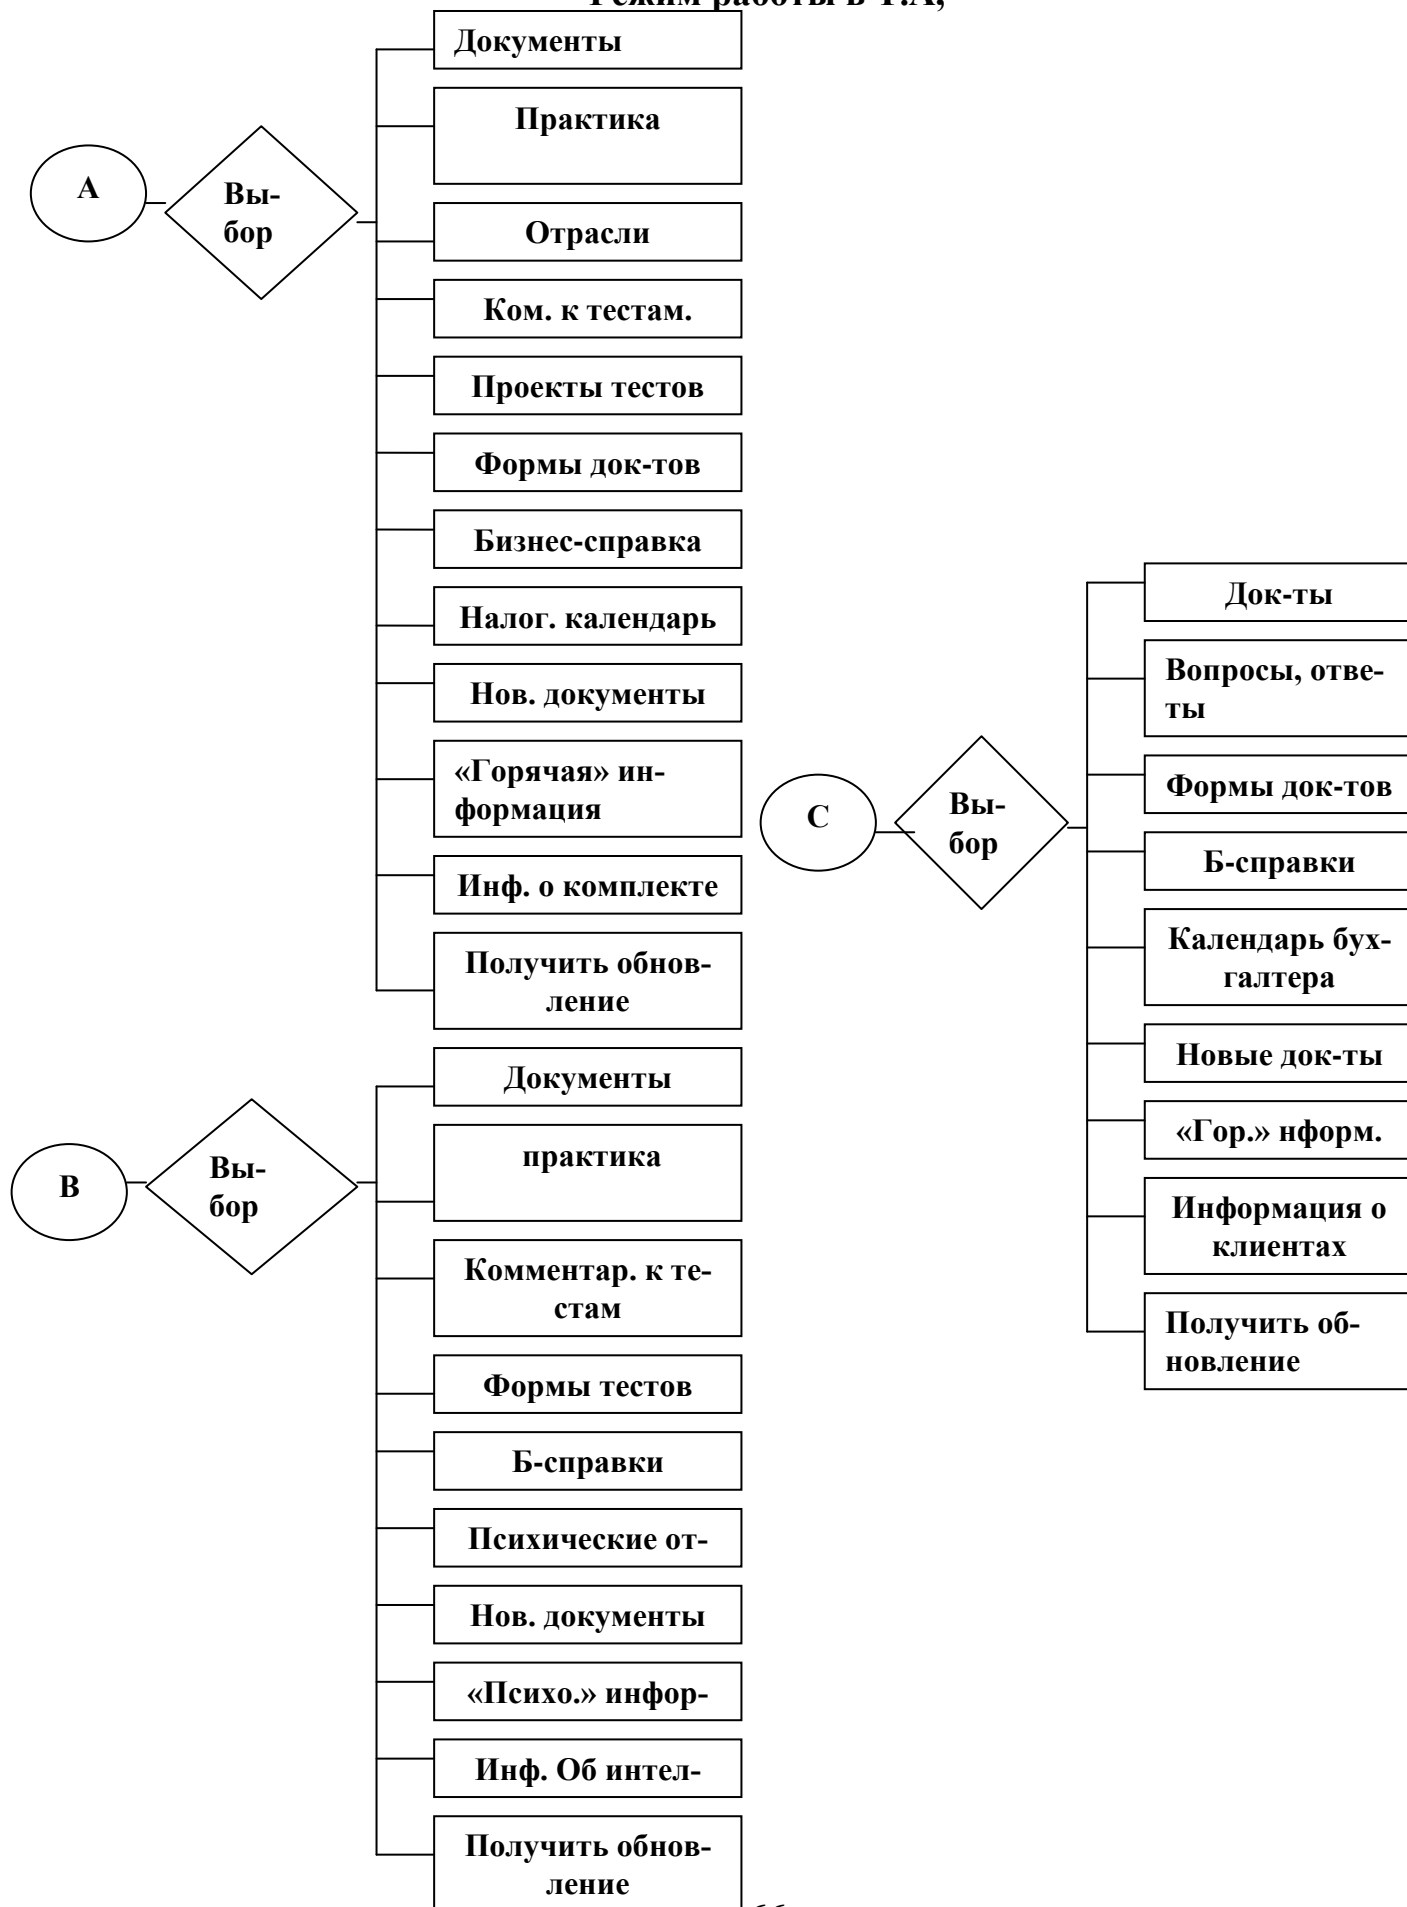 Режим работы в
Документы
Практика
А
Вы-
бор
Отрасли
Ком. к тестам.
Проекты тестов
Формы док-тов
Бизнес-справка
Налог. календарь
Нов. документы
«Горячая» ин-
формация
Инф. о комплекте
Получить обнов-
ление
С
Вы-
бор
Док-ты
Вопросы, отве-
ты
Формы док-тов
Б-справки
Календарь бух-
галтера
Новые док-ты
«Гор.» нформ.
Информация о
клиентах
Получить об-
новление
В
Вы-
бор
Документы
практика
Комментар. к те-
стам
Формы тестов
Б-справки
Психические от-
Нов. документы
«Психо.» инфор-
Инф. Об интел-
Получить обнов-
ление